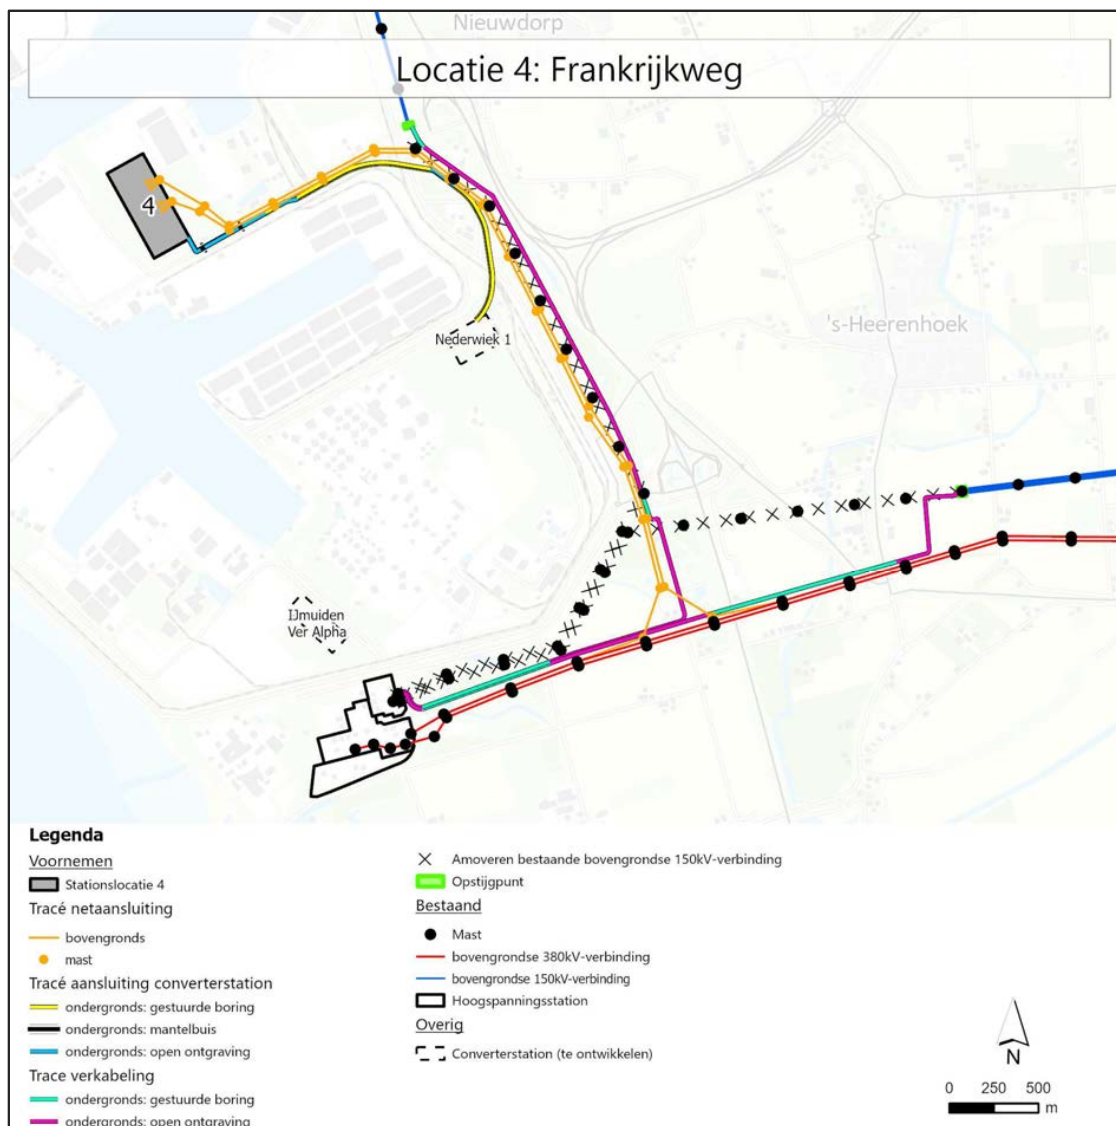 Nieuwdorp
Locatie 4: Frankrijkweg
4
Nederwiek 1
's-Heerenhoek
IJmuiden
Ver Alpha
Legenda
Voornemen
Stationslocatie 4
Tracé netaansluiting
bovengronds
mast
Tracé aansluiting converterstation
ondergronds: gestuurde boring
ondergronds: mantelbuis
ondergronds: open ontgraving
Trace verkabeling
ondergronds: gestuurde boring
ondergronds: open ontgraving
Amoveren bestaande bovengrondse 150kV-verbinding
Opstijgpunt
Bestaand
Mast
bovengrondse 380kV-verbinding
bovengrondse 150kV-verbinding
Hoogspanningsstation
Overig
Converterstation (te ontwikkelen)
N
0 250 500
m